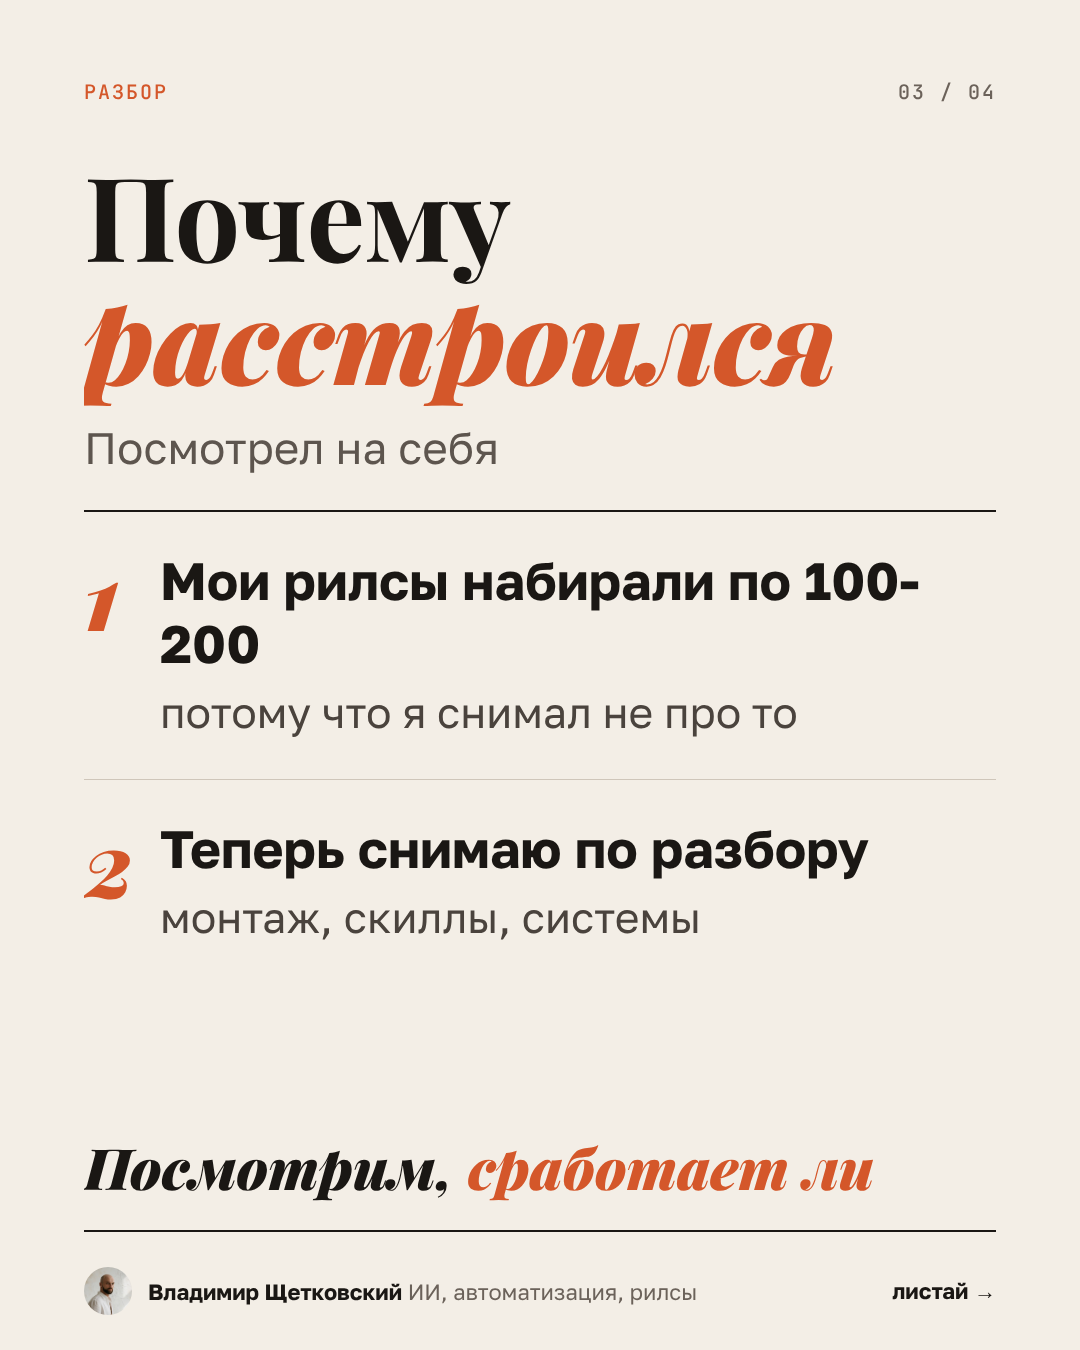 РАЗБОР
03 / 04
Почему
расстроился
Посмотрел на себя
1
Мои рилсы набирали по 100-
200
потому что я снимал не про то
2
Теперь снимаю по разбору
монтаж, скиллы, системы
Посмотрим, сработает ли
Владимир Щетковский ИИ, автоматизация, рилсы
листай →